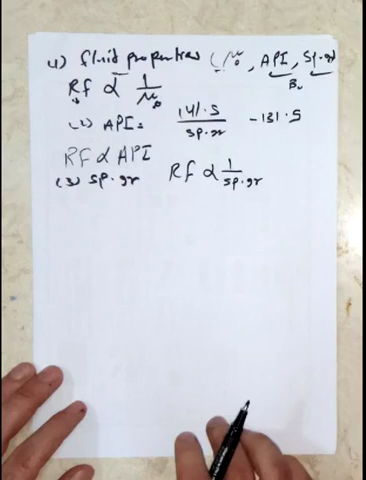 4) fluid properties (μo, API, Sp.gr)
Bo
Rf ∝ 1/μo
(2) API = 141.5/sp.gr - 131.5
Rf ∝ API
(3) sp.gr Rf ∝ 1/sp.gr